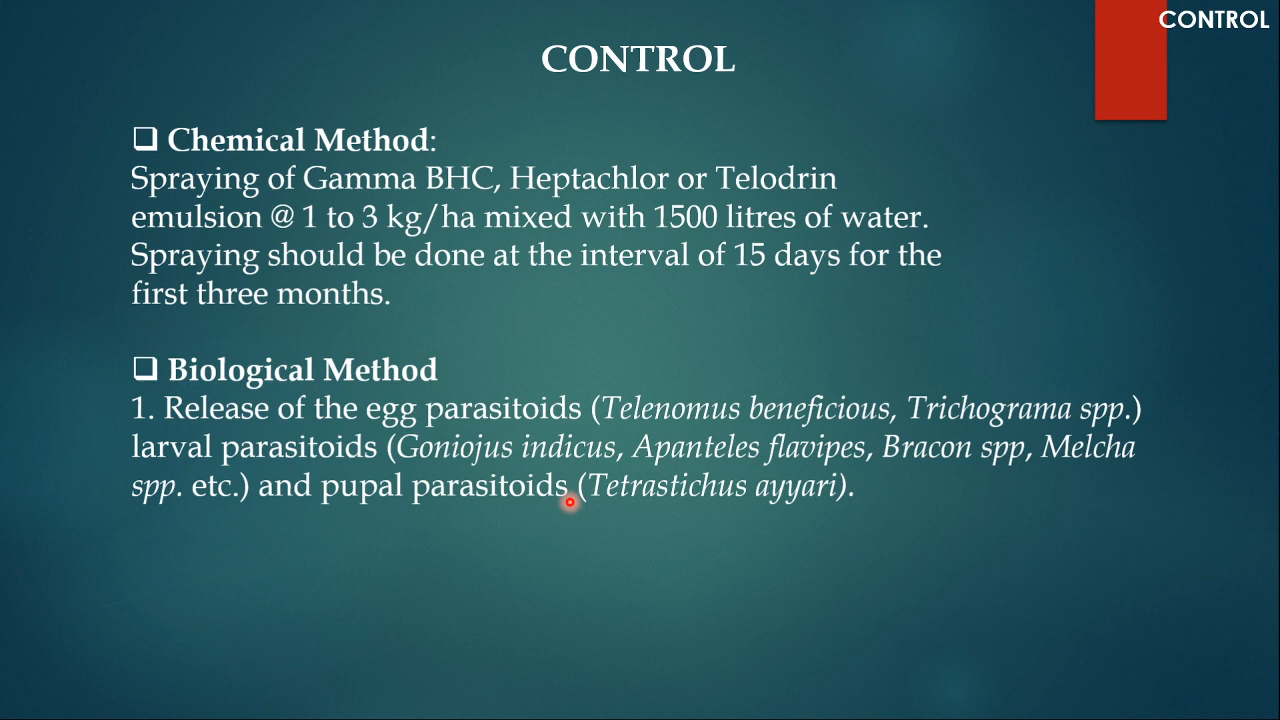 CONTROL
CONTROL
❑ Chemical Method:
Spraying of Gamma BHC, Heptachlor or Telodrin
emulsion @ 1 to 3 kg/ha mixed with 1500 litres of water.
Spraying should be done at the interval of 15 days for the
first three months.
❑ Biological Method
1. Release of the egg parasitoids (Telenomus beneficious, Trichograma spp.)
larval parasitoids (Goniojus indicus, Apanteles flavipes, Bracon spp, Melcha
spp. etc.) and pupal parasitoids (Tetrastichus ayyari).